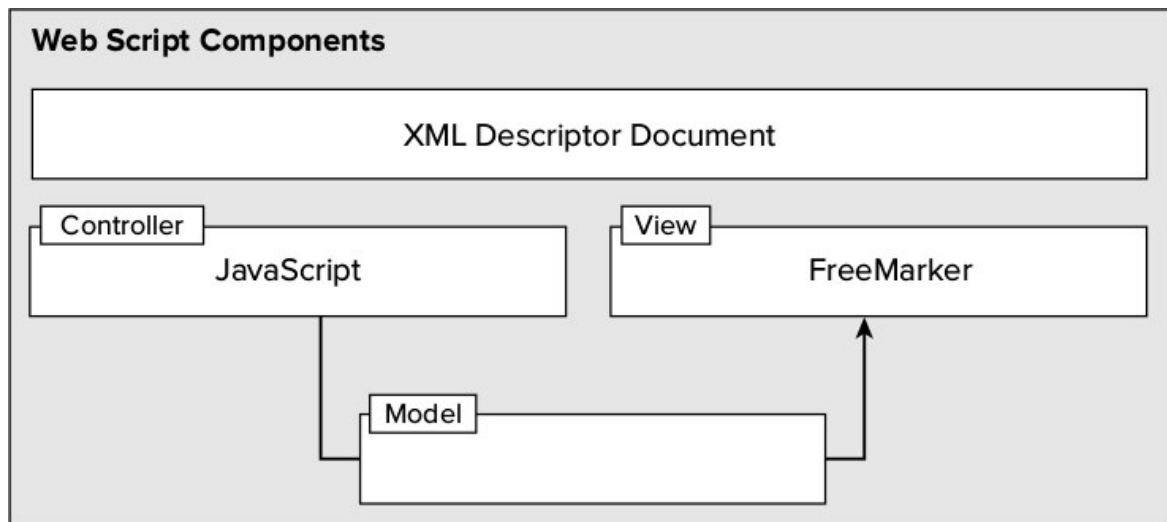 Web Script Components
XML Descriptor Document
Controller
JavaScript
View
FreeMarker
Model